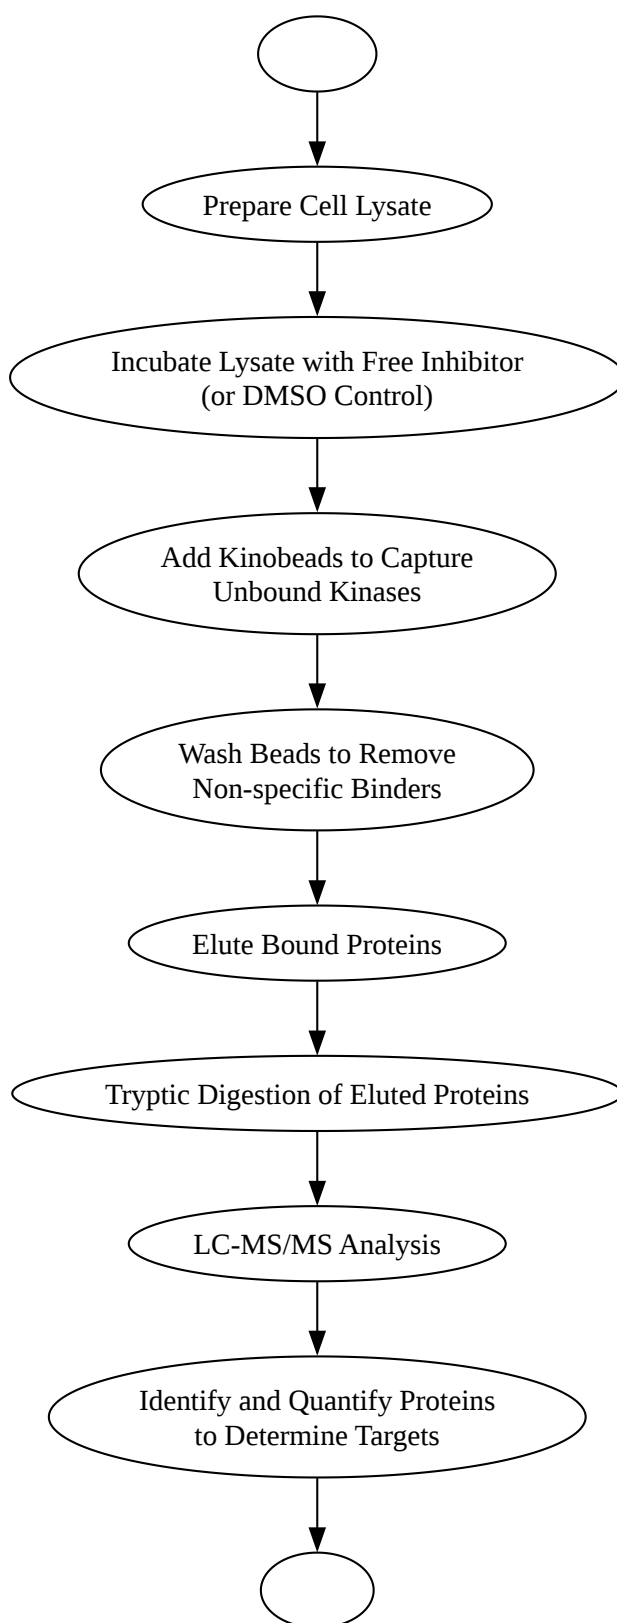 Prepare Cell Lysate
Incubate Lysate with Free Inhibitor
(or DMSO Control)
Add Kinobeads to Capture
Unbound Kinases
Wash Beads to Remove
Non-specific Binders
Elute Bound Proteins
Tryptic Digestion of Eluted Proteins
LC-MS/MS Analysis
Identify and Quantify Proteins
to Determine Targets